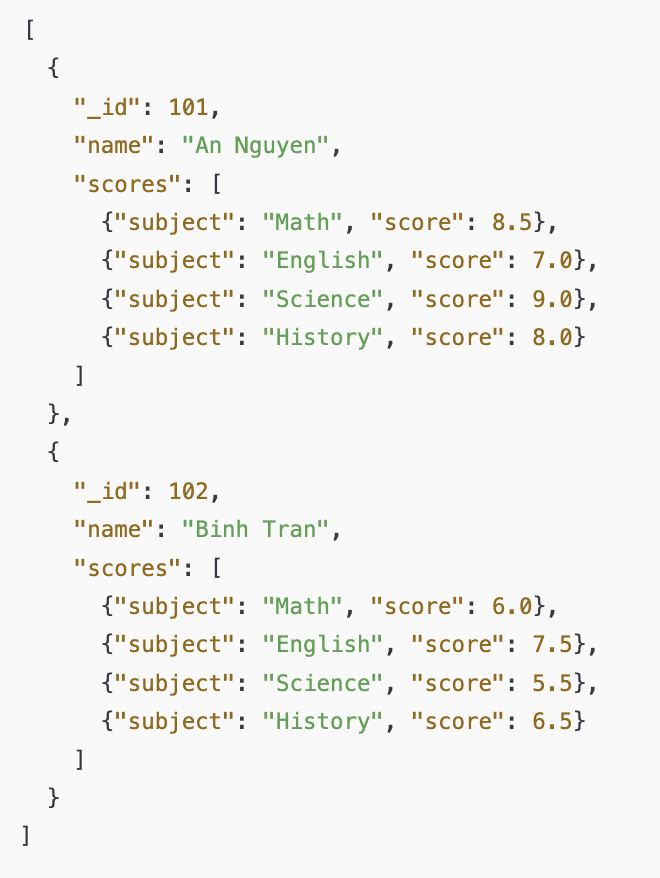 [
  {
    "_id": 101,
    "name": "An Nguyen",
    "scores": [
      {"subject": "Math", "score": 8.5},
      {"subject": "English", "score": 7.0},
      {"subject": "Science", "score": 9.0},
      {"subject": "History", "score": 8.0}
    ]
  },
  {
    "_id": 102,
    "name": "Binh Tran",
    "scores": [
      {"subject": "Math", "score": 6.0},
      {"subject": "English", "score": 7.5},
      {"subject": "Science", "score": 5.5},
      {"subject": "History", "score": 6.5}
    ]
  }
]